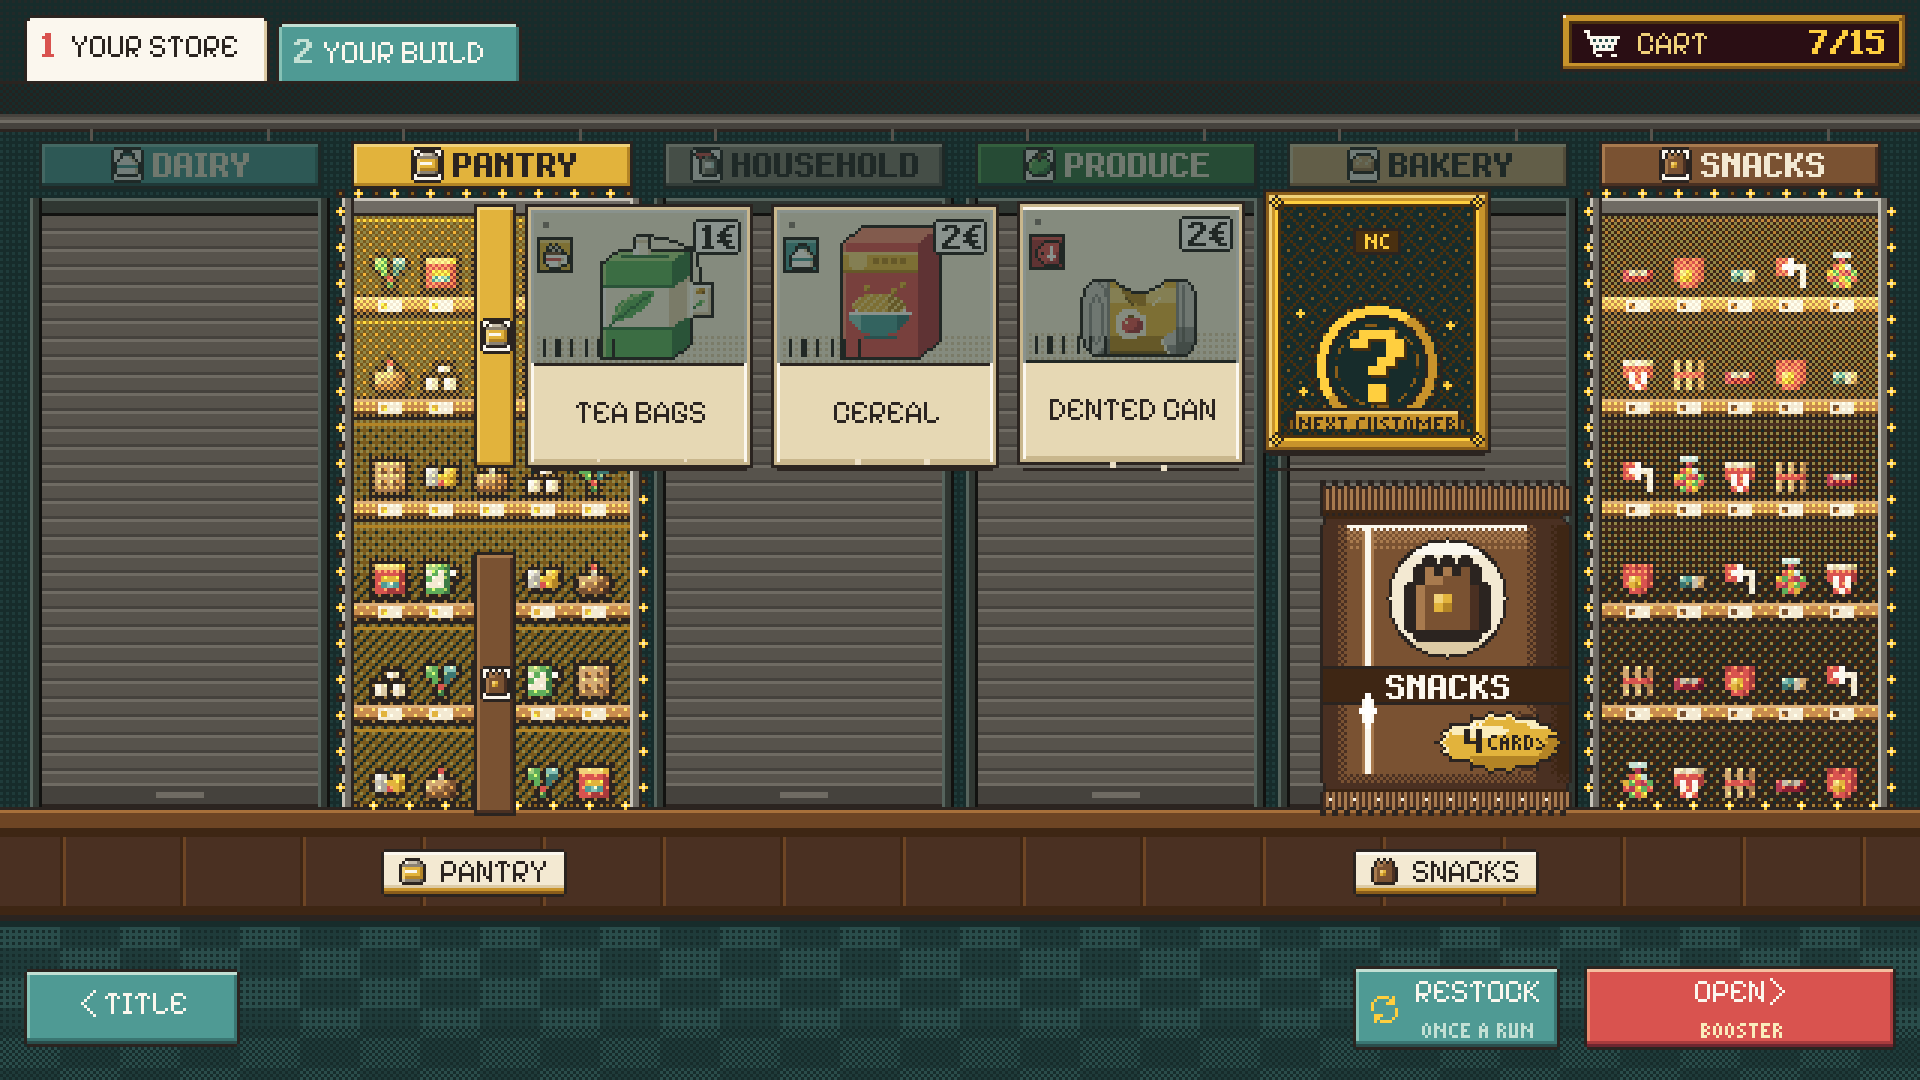 1 YOUR STORE
2 YOUR BUILD
CART 7/15
DAIRY
PANTRY
HOUSEHOLD
PRODUCE
BAKERY
SNACKS
1€
TEA BAGS
2€
CEREAL
2€
DENTED CAN
NC
?
NEXT CUSTOMER
SNACKS
4 CARDS
PANTRY
SNACKS
< TITLE
RESTOCK
ONCE A RUN
OPEN >
BOOSTER